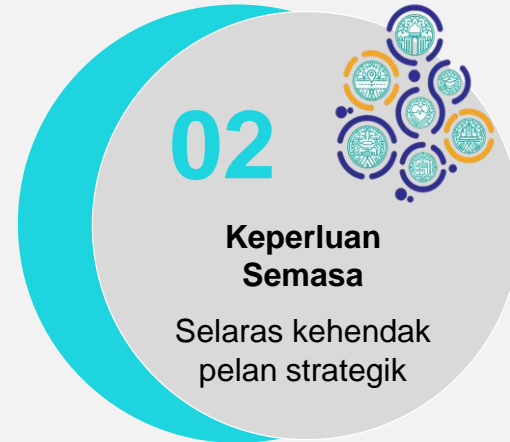 02
Keperluan
Semasa
Selaras kehendak
pelan strategik